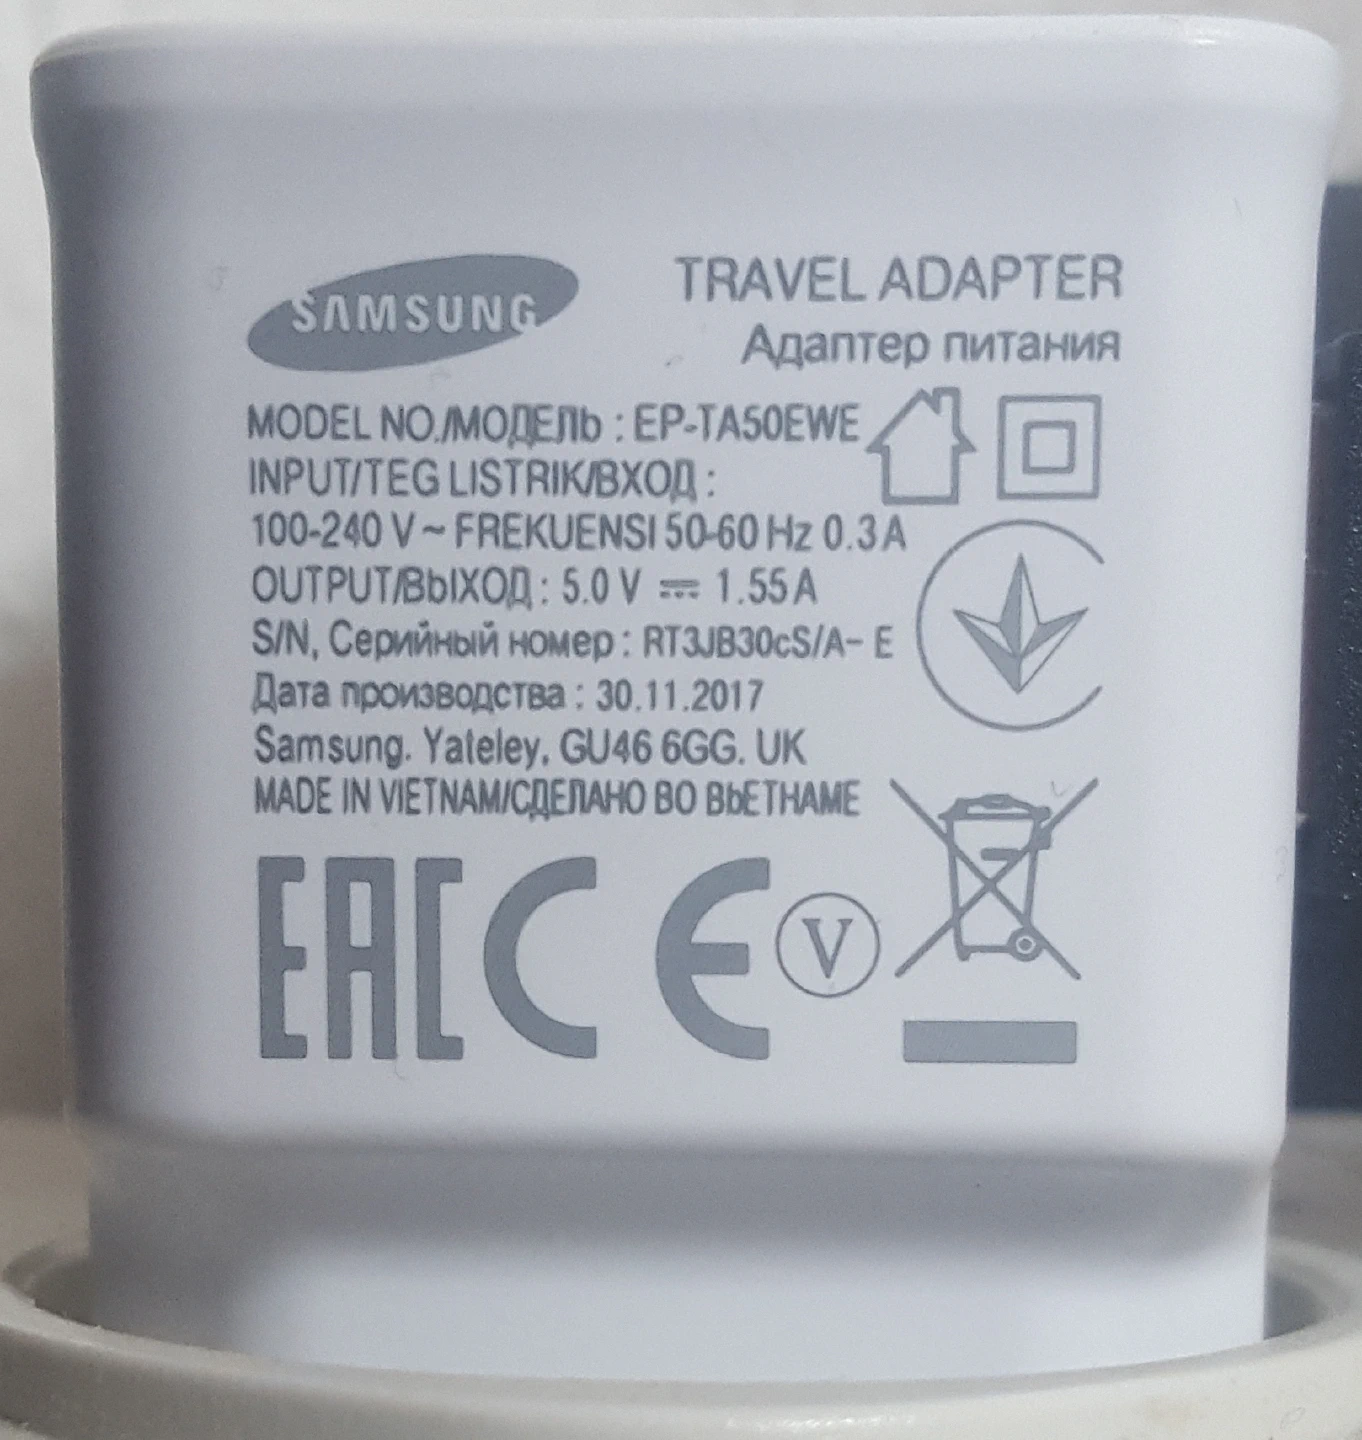 SAMSUNG
TRAVEL ADAPTER
Адаптер питания
MODEL NO./МОДЕЛЬ : EP-TA50EWE
INPUT/TEG LISTRIK/ВХОД :
100-240 V ~ FREKUENSI 50-60 Hz 0.3 A
OUTPUT/ВЫХОД : 5.0 V ⎓ 1.55 A
S/N, Серийный номер : RT3JB30cS/A- E
Дата производства : 30.11.2017
Samsung. Yateley, GU46 6GG. UK
MADE IN VIETNAM/СДЕЛАНО ВО ВЬЕТНАМЕ
EAC CE V